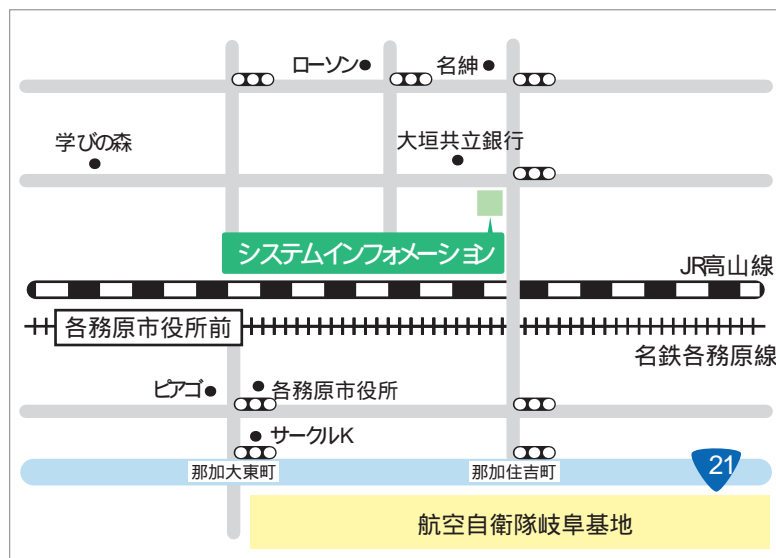 ローソン
名紳
学びの森
大垣共立銀行
システムインフォメーション
JR高山線
各務原市役所前
名鉄各務原線
ピアゴ
各務原市役所
サークルK
那加大東町
那加住吉町
21
航空自衛隊岐阜基地